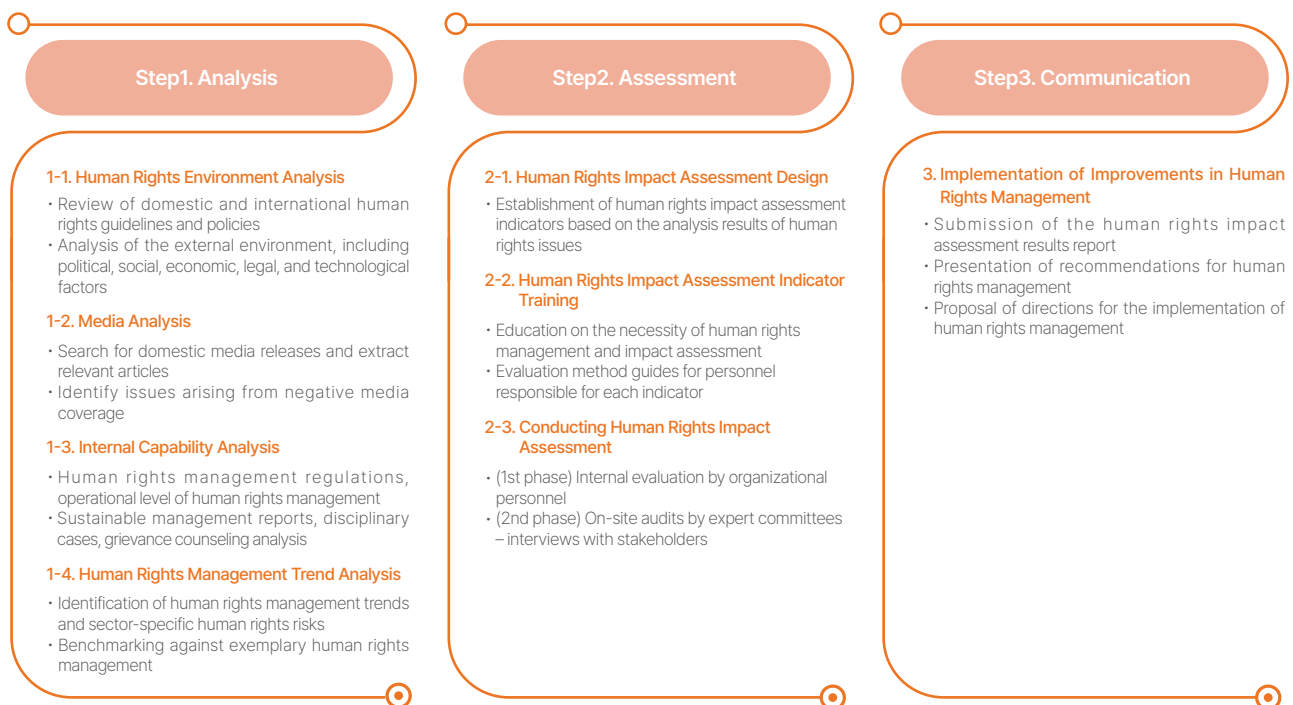 Step1. Analysis
1-1. Human Rights Environment Analysis
· Review of domestic and international human
rights guidelines and policies
· Analysis of the external environment, including
political, social, economic, legal, and technological
factors
1-2. Media Analysis
· Search for domestic media releases and extract
relevant articles
· Identify issues arising from negative media
coverage
1-3. Internal Capability Analysis
· Human rights management regulations,
operational level of human rights management
· Sustainable management reports, disciplinary
cases, grievance counseling analysis
1-4. Human Rights Management Trend Analysis
· Identification of human rights management trends
and sector-specific human rights risks
· Benchmarking against exemplary human rights
management
Step2. Assessment
2-1. Human Rights Impact Assessment Design
· Establishment of human rights impact assessment
indicators based on the analysis results of human
rights issues
2-2. Human Rights Impact Assessment Indicator
Training
· Education on the necessity of human rights
management and impact assessment
· Evaluation method guides for personnel
responsible for each indicator
2-3. Conducting Human Rights Impact
Assessment
· (1st phase) Internal evaluation by organizational
personnel
· (2nd phase) On-site audits by expert committees
– interviews with stakeholders
Step3. Communication
3. Implementation of Improvements in Human
Rights Management
· Submission of the human rights impact
assessment results report
· Presentation of recommendations for human
rights management
· Proposal of directions for the implementation of
human rights management